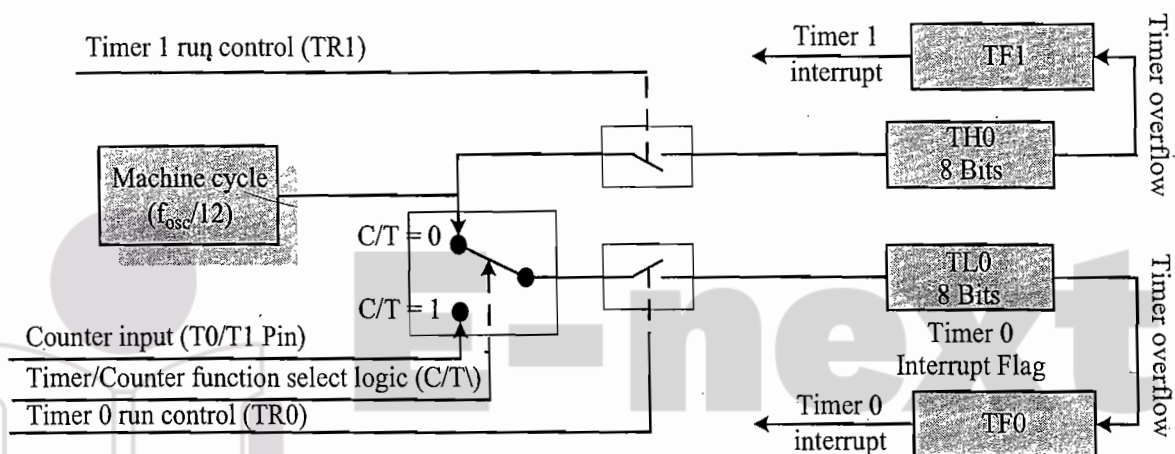 Timer 1 run control (TR1)
Timer 1
interrupt
TF1
Timer overflow
TH0
8 Bits
Machine cycle
(fosc/12)
C/T = 0
C/T = 1
TL0
8 Bits
Timer 0
Interrupt Flag
Timer overflow
Counter input (T0/T1 Pin)
Timer/Counter function select logic (C/T\)
Timer 0 run control (TR0)
Timer 0
interrupt
TF0
E-next